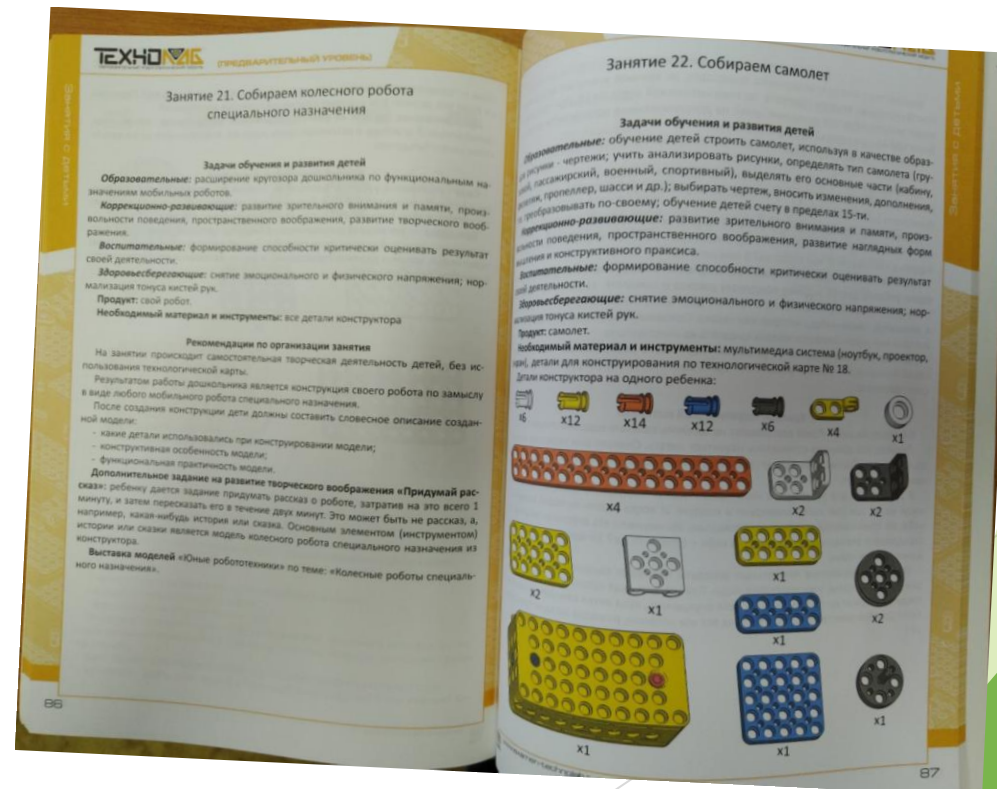 ТЕХНОЛАБ
(ПРЕДВАРИТЕЛЬНЫЙ УРОВЕНЬ)
Занятия с детьми
Занятие 21. Собираем колесного робота
специального назначения
Задачи обучения и развития детей
Образовательные: расширение кругозора дошкольника по функциональным на-
значениям мобильных роботов.
Коррекционно-развивающие: развитие зрительного внимания и памяти, произ-
вольности поведения, пространственного воображения, развитие творческого вооб-
ражения.
Воспитательные: формирование способности критически оценивать результат
своей деятельности.
Здоровьесберегающие: снятие эмоционального и физического напряжения; нор-
мализация тонуса кистей рук.
Продукт: свой робот.
Необходимый материал и инструменты: все детали конструктора
Рекомендации по организации занятия
На занятии происходит самостоятельная творческая деятельность детей, без ис-
пользования технологической карты.
Результатом работы дошкольника является конструкция своего робота по замыслу
в виде любого мобильного робота специального назначения.
После создания конструкции дети должны составить словесное описание создан-
ной модели:
- какие детали использовались при конструировании модели;
- конструктивная особенность модели;
- функциональная практичность модели.
Дополнительное задание на развитие творческого воображения «Придумай рас-
сказ»: ребенку дается задание придумать рассказ о роботе, затратив на это всего 1
минуту, и затем пересказать его в течение двух минут. Это может быть не рассказ, а,
например, какая-нибудь история или сказка. Основным элементом (инструментом)
истории или сказки является модель колесного робота специального назначения из
конструктора.
Выставка моделей «Юные робототехники» по теме: «Колесные роботы специаль-
ного назначения».
86
Занятие 22. Собираем самолет
Задачи обучения и развития детей
Образовательные: обучение детей строить самолет, используя в качестве образ-
рисунки - чертежи; учить анализировать рисунки, определять тип самолета (гру-
пассажирский, военный, спортивный), выделять его основные части (кабину,
пропеллер, шасси и др.); выбирать чертеж, вносить изменения, дополнения,
преобразовывать по-своему; обучение детей счету в пределах 15-ти.
Коррекционно-развивающие: развитие зрительного внимания и памяти, произ-
вольности поведения, пространственного воображения, развитие наглядных форм
и конструктивного праксиса.
Воспитательные: формирование способности критически оценивать результат
деятельности.
Здоровьесберегающие: снятие эмоционального и физического напряжения; нор-
мализация тонуса кистей рук.
Продукт: самолет.
Необходимый материал и инструменты: мультимедиа система (ноутбук, проектор,
детали для конструирования по технологической карте № 18.
Детали конструктора на одного ребенка:
x6 x12 x14 x12 x6 x4 x1
x4 x2 x2
x2 x1 x1 x2
x1
x1 x1 x1
87
Занятия с детьми